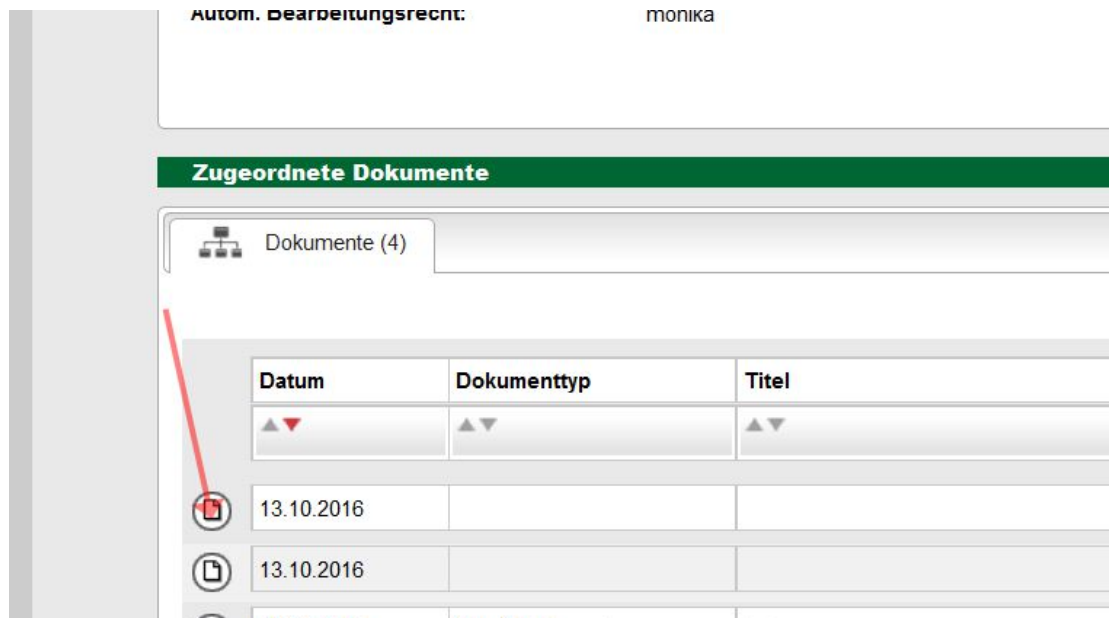 Autom. Bearbeitungsrecht: monika
Zugeordnete Dokumente
Dokumente (4)
Datum Dokumenttyp Titel
13.10.2016
13.10.2016